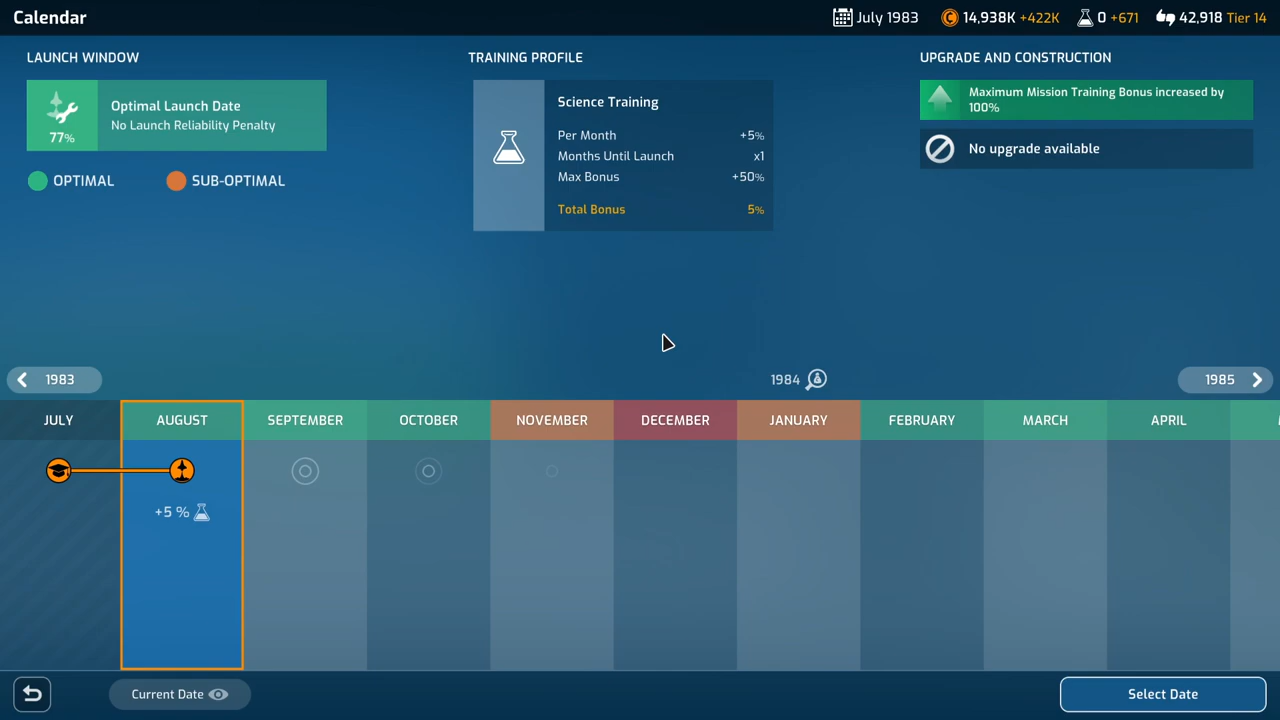 Calendar
July 1983
14,938K +422K
0 +671
42,918 Tier 14
LAUNCH WINDOW
77%
Optimal Launch Date
No Launch Reliability Penalty
OPTIMAL
SUB-OPTIMAL
TRAINING PROFILE
Science Training
Per Month +5%
Months Until Launch x1
Max Bonus +50%
Total Bonus 5%
UPGRADE AND CONSTRUCTION
Maximum Mission Training Bonus increased by
100%
No upgrade available
1983
1984
1985
JULY
AUGUST
SEPTEMBER
OCTOBER
NOVEMBER
DECEMBER
JANUARY
FEBRUARY
MARCH
APRIL
+5 %
Current Date
Select Date